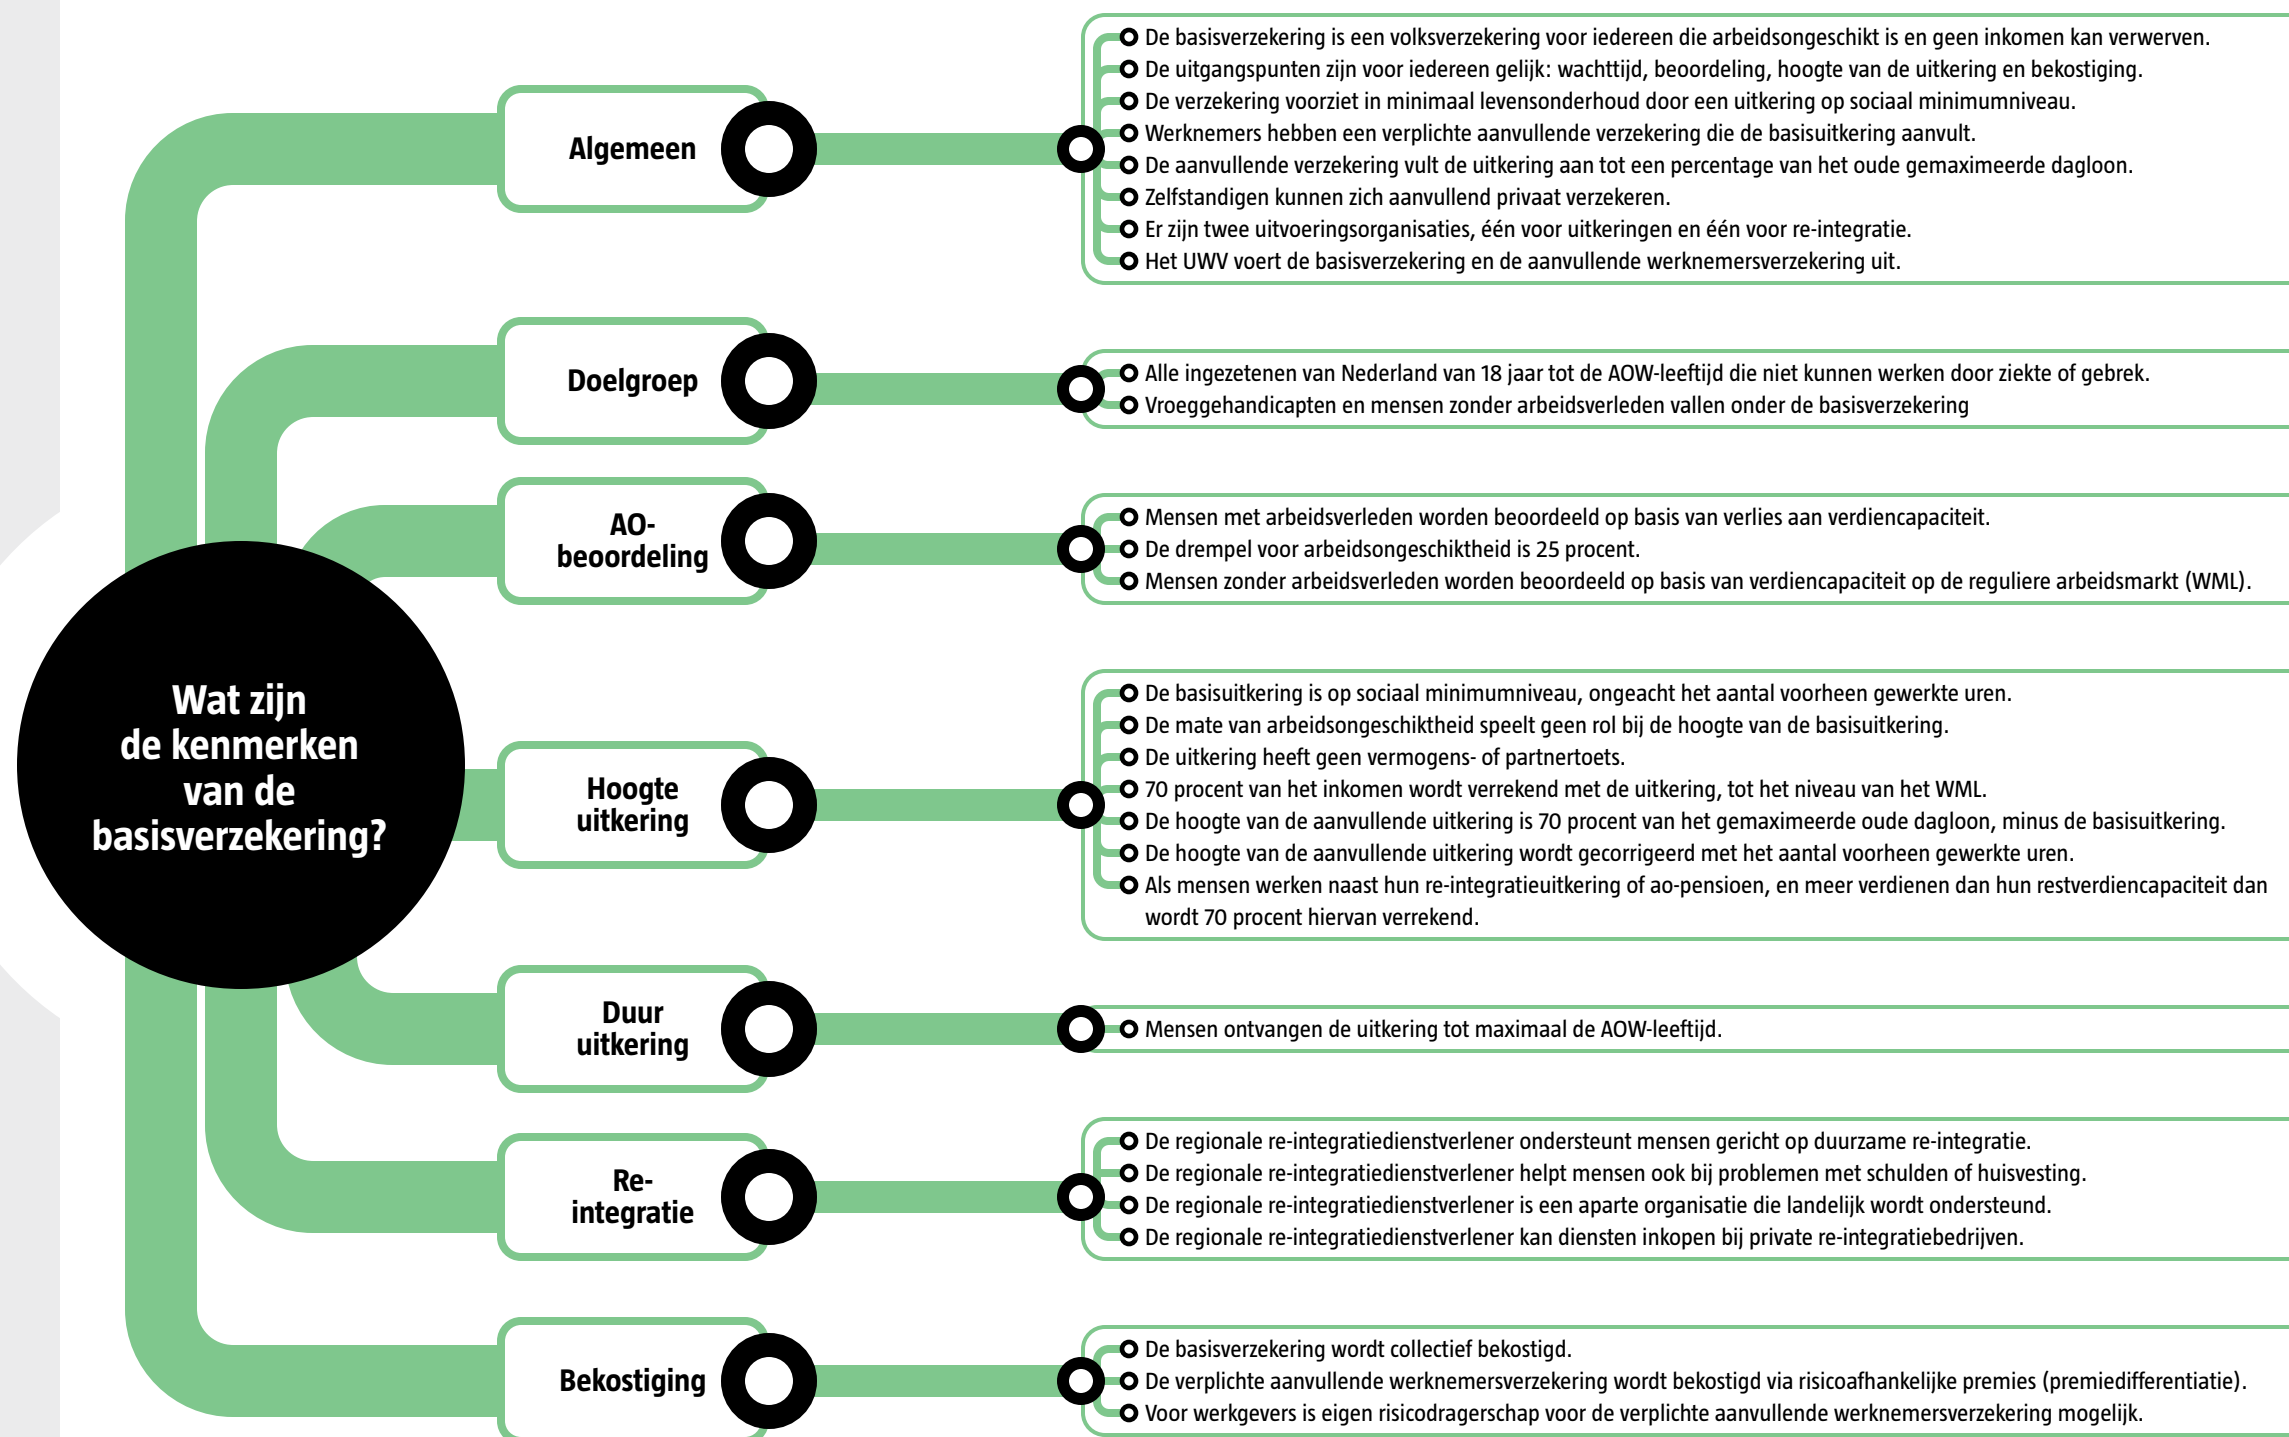 Wat zijn
de kenmerken
van de
basisverzekering?
Algemeen
De basisverzekering is een volksverzekering voor iedereen die arbeidsongeschikt is en geen inkomen kan verwerven.
De uitgangspunten zijn voor iedereen gelijk: wachttijd, beoordeling, hoogte van de uitkering en bekostiging.
De verzekering voorziet in minimaal levensonderhoud door een uitkering op sociaal minimumniveau.
Werknemers hebben een verplichte aanvullende verzekering die de basisuitkering aanvult.
De aanvullende verzekering vult de uitkering aan tot een percentage van het oude gemaximeerde dagloon.
Zelfstandigen kunnen zich aanvullend privaat verzekeren.
Er zijn twee uitvoeringsorganisaties, één voor uitkeringen en één voor re-integratie.
Het UWV voert de basisverzekering en de aanvullende werknemersverzekering uit.
Doelgroep
Alle ingezetenen van Nederland van 18 jaar tot de AOW-leeftijd die niet kunnen werken door ziekte of gebrek.
Vroeggehandicapten en mensen zonder arbeidsverleden vallen onder de basisverzekering
AO-
beoordeling
Mensen met arbeidsverleden worden beoordeeld op basis van verlies aan verdiencapaciteit.
De drempel voor arbeidsongeschiktheid is 25 procent.
Mensen zonder arbeidsverleden worden beoordeeld op basis van verdiencapaciteit op de reguliere arbeidsmarkt (WML).
Hoogte
uitkering
De basisuitkering is op sociaal minimumniveau, ongeacht het aantal voorheen gewerkte uren.
De mate van arbeidsongeschiktheid speelt geen rol bij de hoogte van de basisuitkering.
De uitkering heeft geen vermogens- of partnertoets.
70 procent van het inkomen wordt verrekend met de uitkering, tot het niveau van het WML.
De hoogte van de aanvullende uitkering is 70 procent van het gemaximeerde oude dagloon, minus de basisuitkering.
De hoogte van de aanvullende uitkering wordt gecorrigeerd met het aantal voorheen gewerkte uren.
Als mensen werken naast hun re-integratieuitkering of ao-pensioen, en meer verdienen dan hun restverdiencapaciteit dan
wordt 70 procent hiervan verrekend.
Duur
uitkering
Mensen ontvangen de uitkering tot maximaal de AOW-leeftijd.
Re-
integratie
De regionale re-integratiedienstverlener ondersteunt mensen gericht op duurzame re-integratie.
De regionale re-integratiedienstverlener helpt mensen ook bij problemen met schulden of huisvesting.
De regionale re-integratiedienstverlener is een aparte organisatie die landelijk wordt ondersteund.
De regionale re-integratiedienstverlener kan diensten inkopen bij private re-integratiebedrijven.
Bekostiging
De basisverzekering wordt collectief bekostigd.
De verplichte aanvullende werknemersverzekering wordt bekostigd via risicoafhankelijke premies (premiedifferentiatie).
Voor werkgevers is eigen risicodragerschap voor de verplichte aanvullende werknemersverzekering mogelijk.